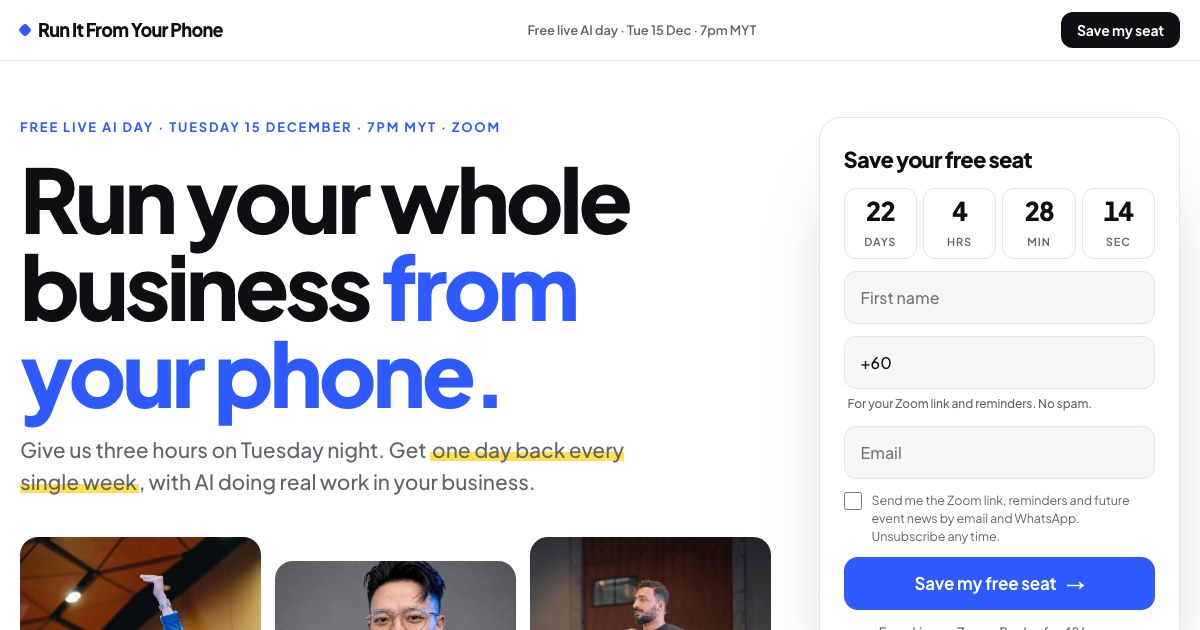 Run It From Your Phone
Free live AI day · Tue 15 Dec · 7pm MYT
Save my seat
FREE LIVE AI DAY · TUESDAY 15 DECEMBER · 7PM MYT · ZOOM
Run your whole
business from
your phone.
Give us three hours on Tuesday night. Get one day back every
single week, with AI doing real work in your business.
Save your free seat
22 4 28 14
DAYS HRS MIN SEC
First name
+60
For your Zoom link and reminders. No spam.
Email
Send me the Zoom link, reminders and future
event news by email and WhatsApp.
Unsubscribe any time.
Save my free seat →